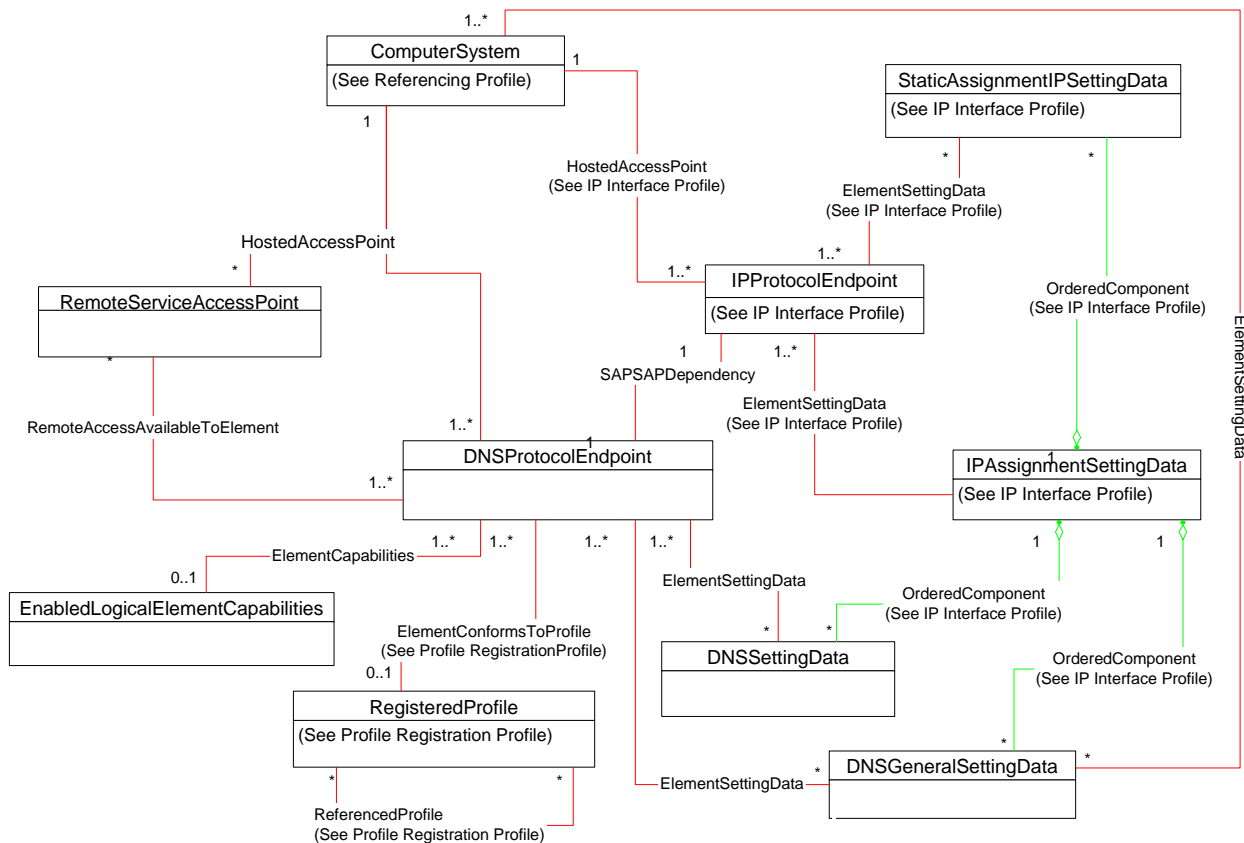 1..*
ComputerSystem
(See Referencing Profile)
1
1
StaticAssignmentIPSettingData
(See IP Interface Profile)
*
*
HostedAccessPoint
(See IP Interface Profile)
ElementSettingData
(See IP Interface Profile)
HostedAccessPoint
*
1..*
1..*
IPProtocolEndpoint
(See IP Interface Profile)
RemoteServiceAccessPoint
OrderedComponent
(See IP Interface Profile)
ElementSettingData
*
1
1..*
SAPSAPDependency
ElementSettingData
(See IP Interface Profile)
RemoteAccessAvailableToElement
1..*
1
DNSProtocolEndpoint
1..*
1
IPAssignmentSettingData
(See IP Interface Profile)
1..*
1..*
1..*
1..*
1
1
ElementCapabilities
0..1
EnabledLogicalElementCapabilities
ElementSettingData
OrderedComponent
(See IP Interface Profile)
*
*
ElementConformsToProfile
(See Profile RegistrationProfile)
DNSSettingData
OrderedComponent
(See IP Interface Profile)
0..1
RegisteredProfile
(See Profile Registration Profile)
*
*
*
*
*
DNSGeneralSettingData
ElementSettingData
ReferencedProfile
(See Profile Registration Profile)